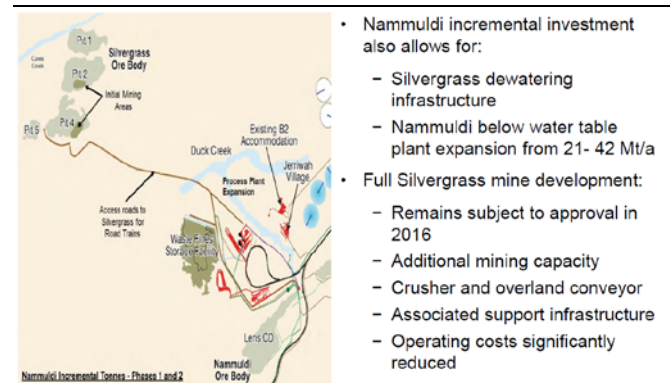 Pit 1
Silvergrass
Ore Body
Pit 2
Initial Mining
Areas
Pit 4
Pit 5
Existing B2
Accommodation
Duck Creek
Jerriwah
Village
Process Plant
Expansion
Access roads to
Silvergrass for
Road Trains
Waste Fines
Storage Facility
Lens CD
Nammuldi
Ore Body
Nammuldi Incremental Tonnes - Phases 1 and 2
• Nammuldi incremental investment
also allows for:
− Silvergrass dewatering
infrastructure
− Nammuldi below water table
plant expansion from 21- 42 Mt/a
• Full Silvergrass mine development:
− Remains subject to approval in
2016
− Additional mining capacity
− Crusher and overland conveyor
− Associated support infrastructure
− Operating costs significantly
reduced